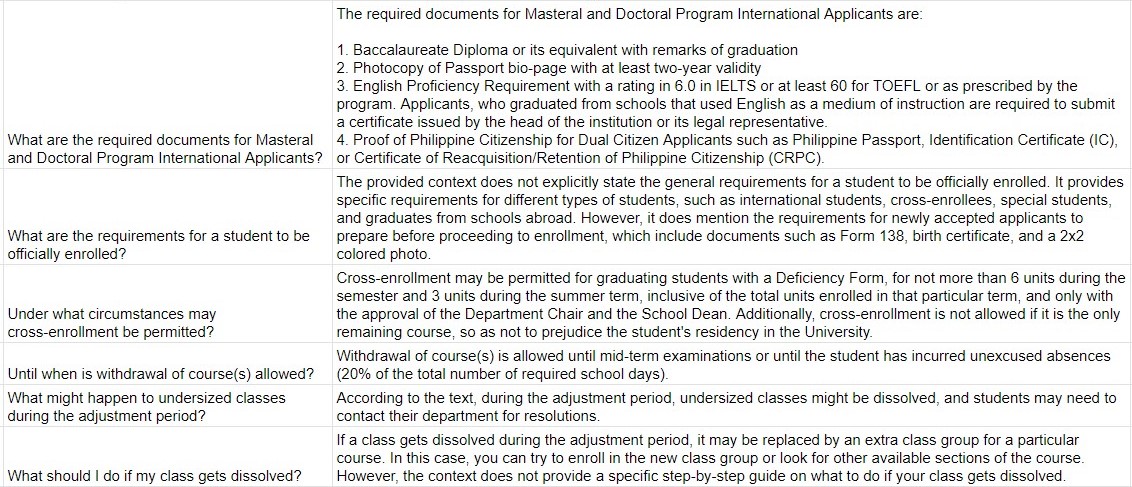 The required documents for Masteral and Doctoral Program International Applicants are:
1. Baccalaureate Diploma or its equivalent with remarks of graduation
2. Photocopy of Passport bio-page with at least two-year validity
3. English Proficiency Requirement with a rating in 6.0 in IELTS or at least 60 for TOEFL or as prescribed by the
program. Applicants, who graduated from schools that used English as a medium of instruction are required to submit
a certificate issued by the head of the institution or its legal representative.
What are the required documents for Masteral
and Doctoral Program International Applicants?
4. Proof of Philippine Citizenship for Dual Citizen Applicants such as Philippine Passport, Identification Certificate (IC),
or Certificate of Reacquisition/Retention of Philippine Citizenship (CRPC).
What are the requirements for a student to be
officially enrolled?
The provided context does not explicitly state the general requirements for a student to be officially enrolled. It provides
specific requirements for different types of students, such as international students, cross-enrollees, special students,
and graduates from schools abroad. However, it does mention the requirements for newly accepted applicants to
prepare before proceeding to enrollment, which include documents such as Form 138, birth certificate, and a 2x2
colored photo.
Under what circumstances may
cross-enrollment be permitted?
Cross-enrollment may be permitted for graduating students with a Deficiency Form, for not more than 6 units during the
semester and 3 units during the summer term, inclusive of the total units enrolled in that particular term, and only with
the approval of the Department Chair and the School Dean. Additionally, cross-enrollment is not allowed if it is the only
remaining course, so as not to prejudice the student's residency in the University.
Until when is withdrawal of course(s) allowed?
Withdrawal of course(s) is allowed until mid-term examinations or until the student has incurred unexcused absences
(20% of the total number of required school days).
What might happen to undersized classes
during the adjustment period?
According to the text, during the adjustment period, undersized classes might be dissolved, and students may need to
contact their department for resolutions.
What should I do if my class gets dissolved?
If a class gets dissolved during the adjustment period, it may be replaced by an extra class group for a particular
course. In this case, you can try to enroll in the new class group or look for other available sections of the course.
However, the context does not provide a specific step-by-step guide on what to do if your class gets dissolved.